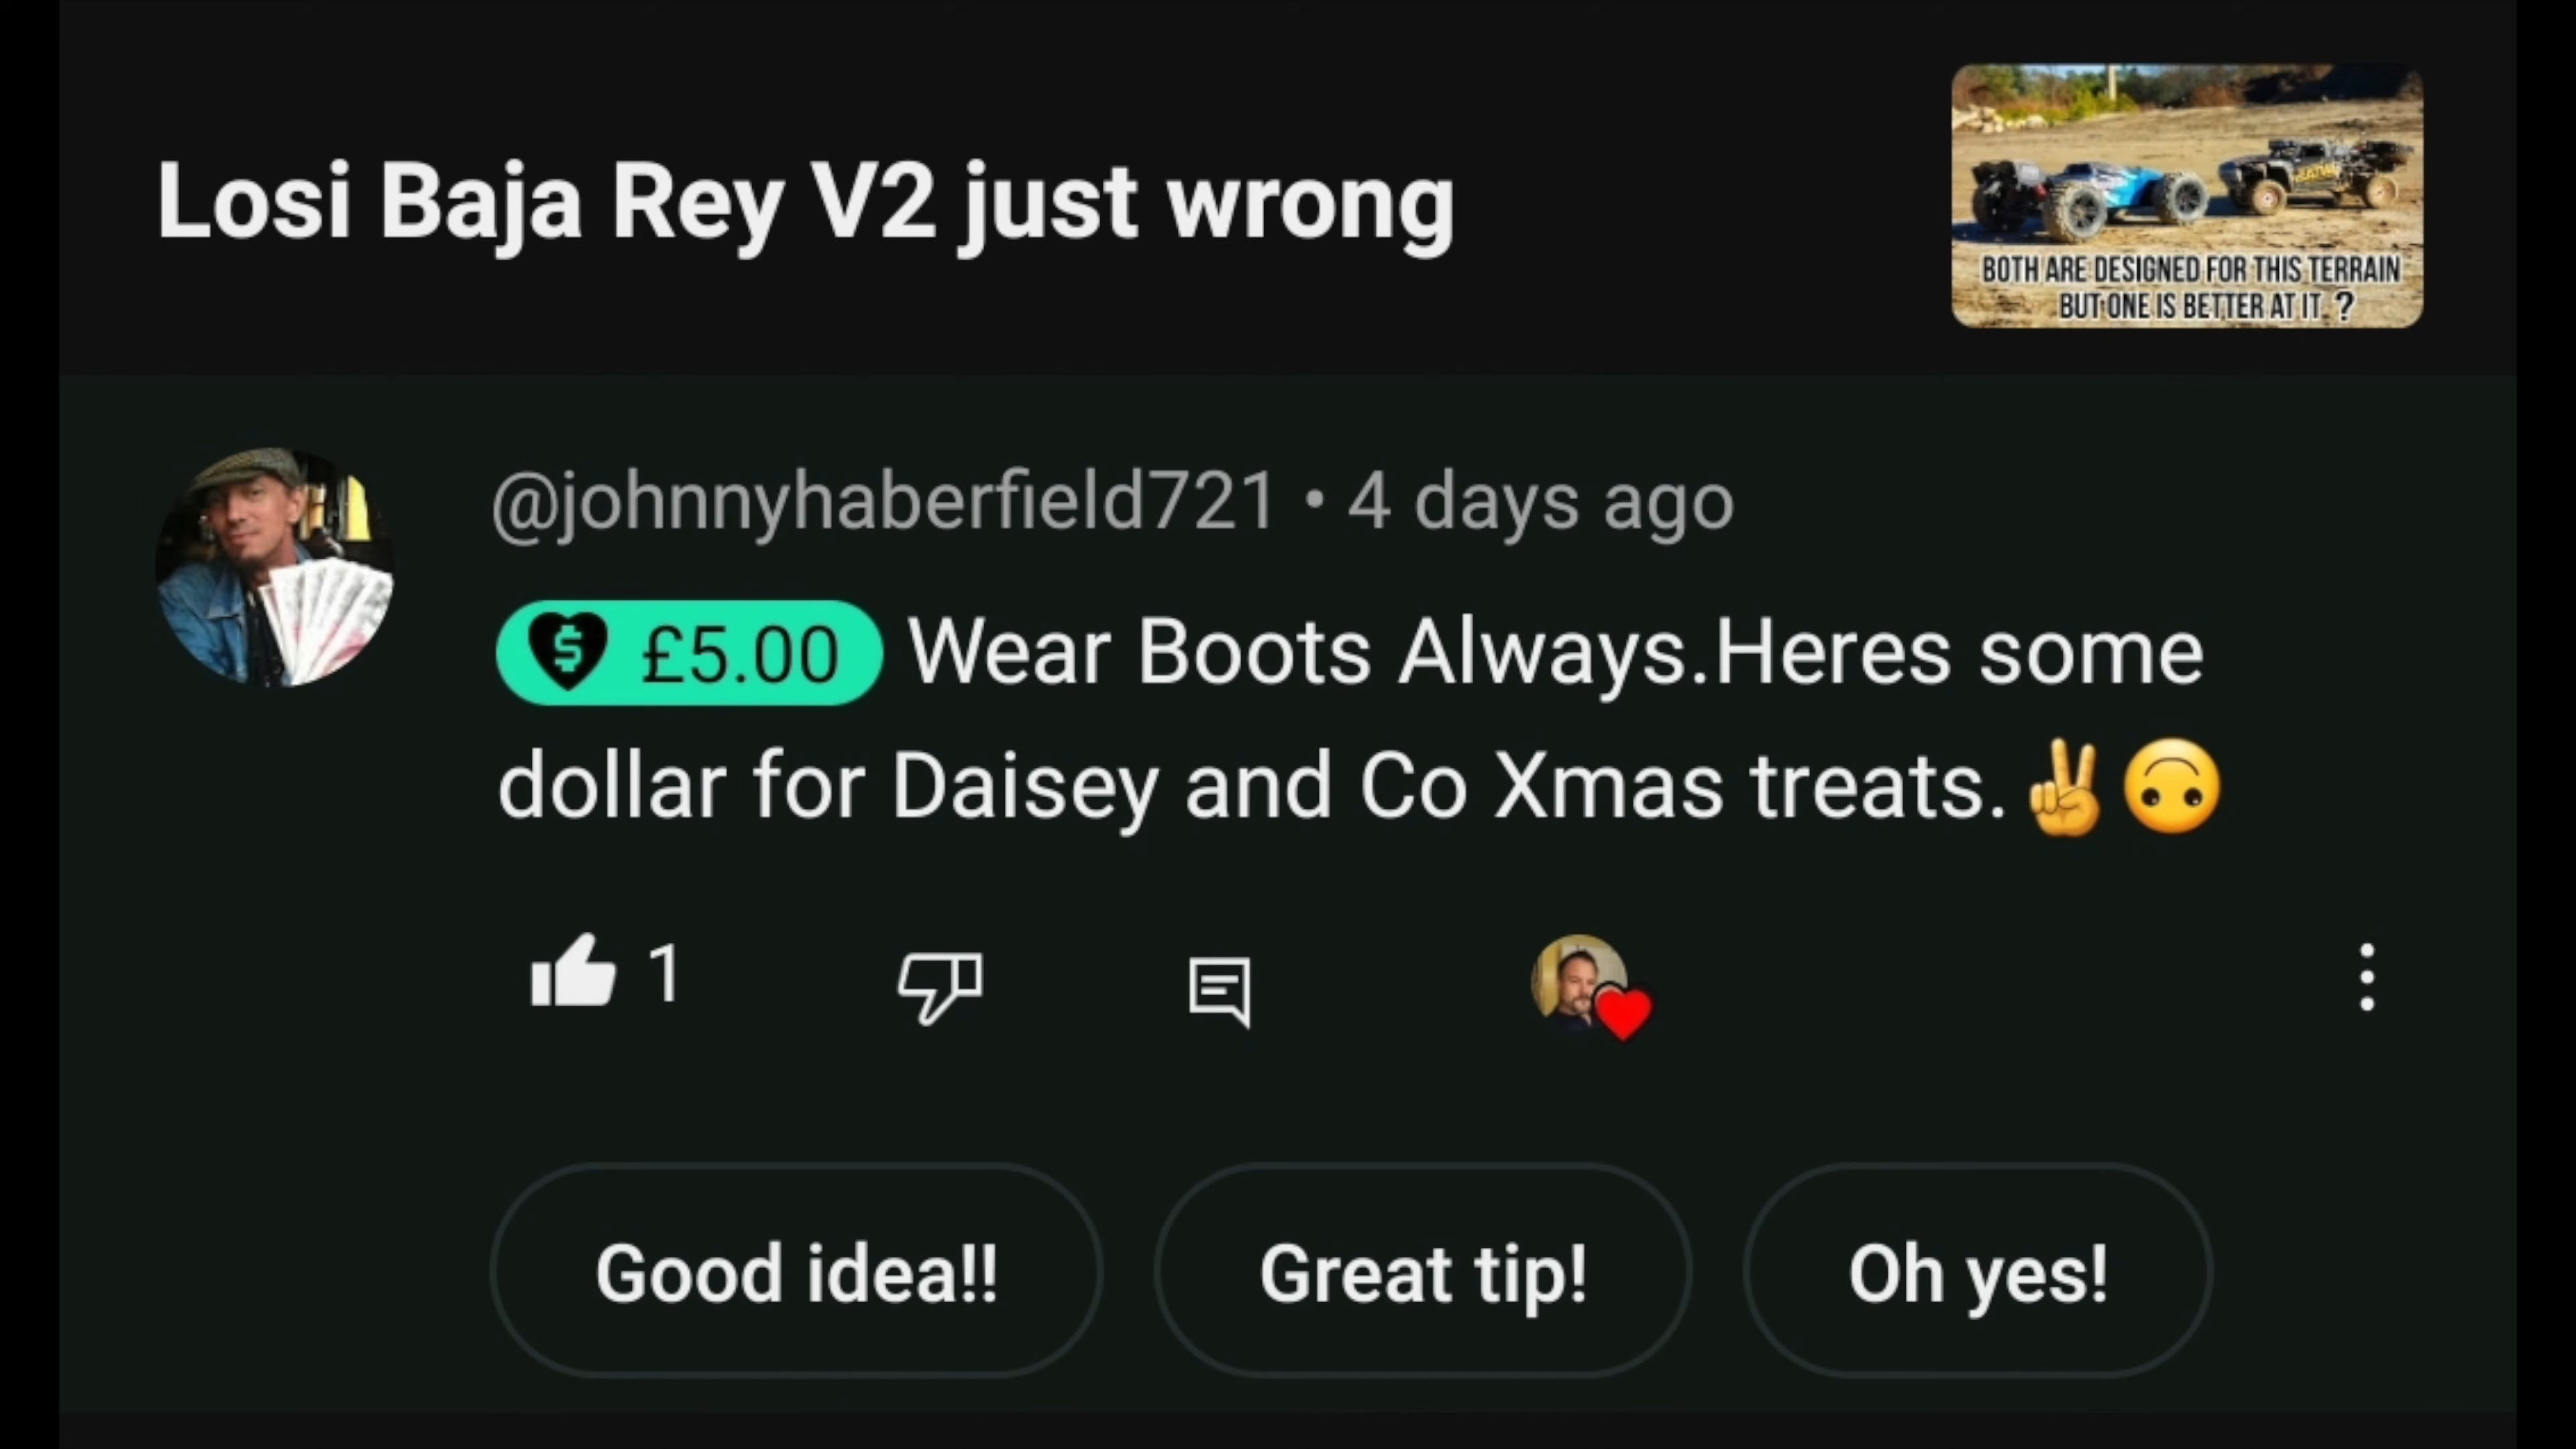 Losi Baja Rey V2 just wrong
BOTH ARE DESIGNED FOR THIS TERRAIN
BUT ONE IS BETTER AT IT ?
@johnnyhaberfield721 • 4 days ago
£5.00 Wear Boots Always.Heres some
dollar for Daisey and Co Xmas treats.✌️🙃
1
Good idea!! Great tip! Oh yes!